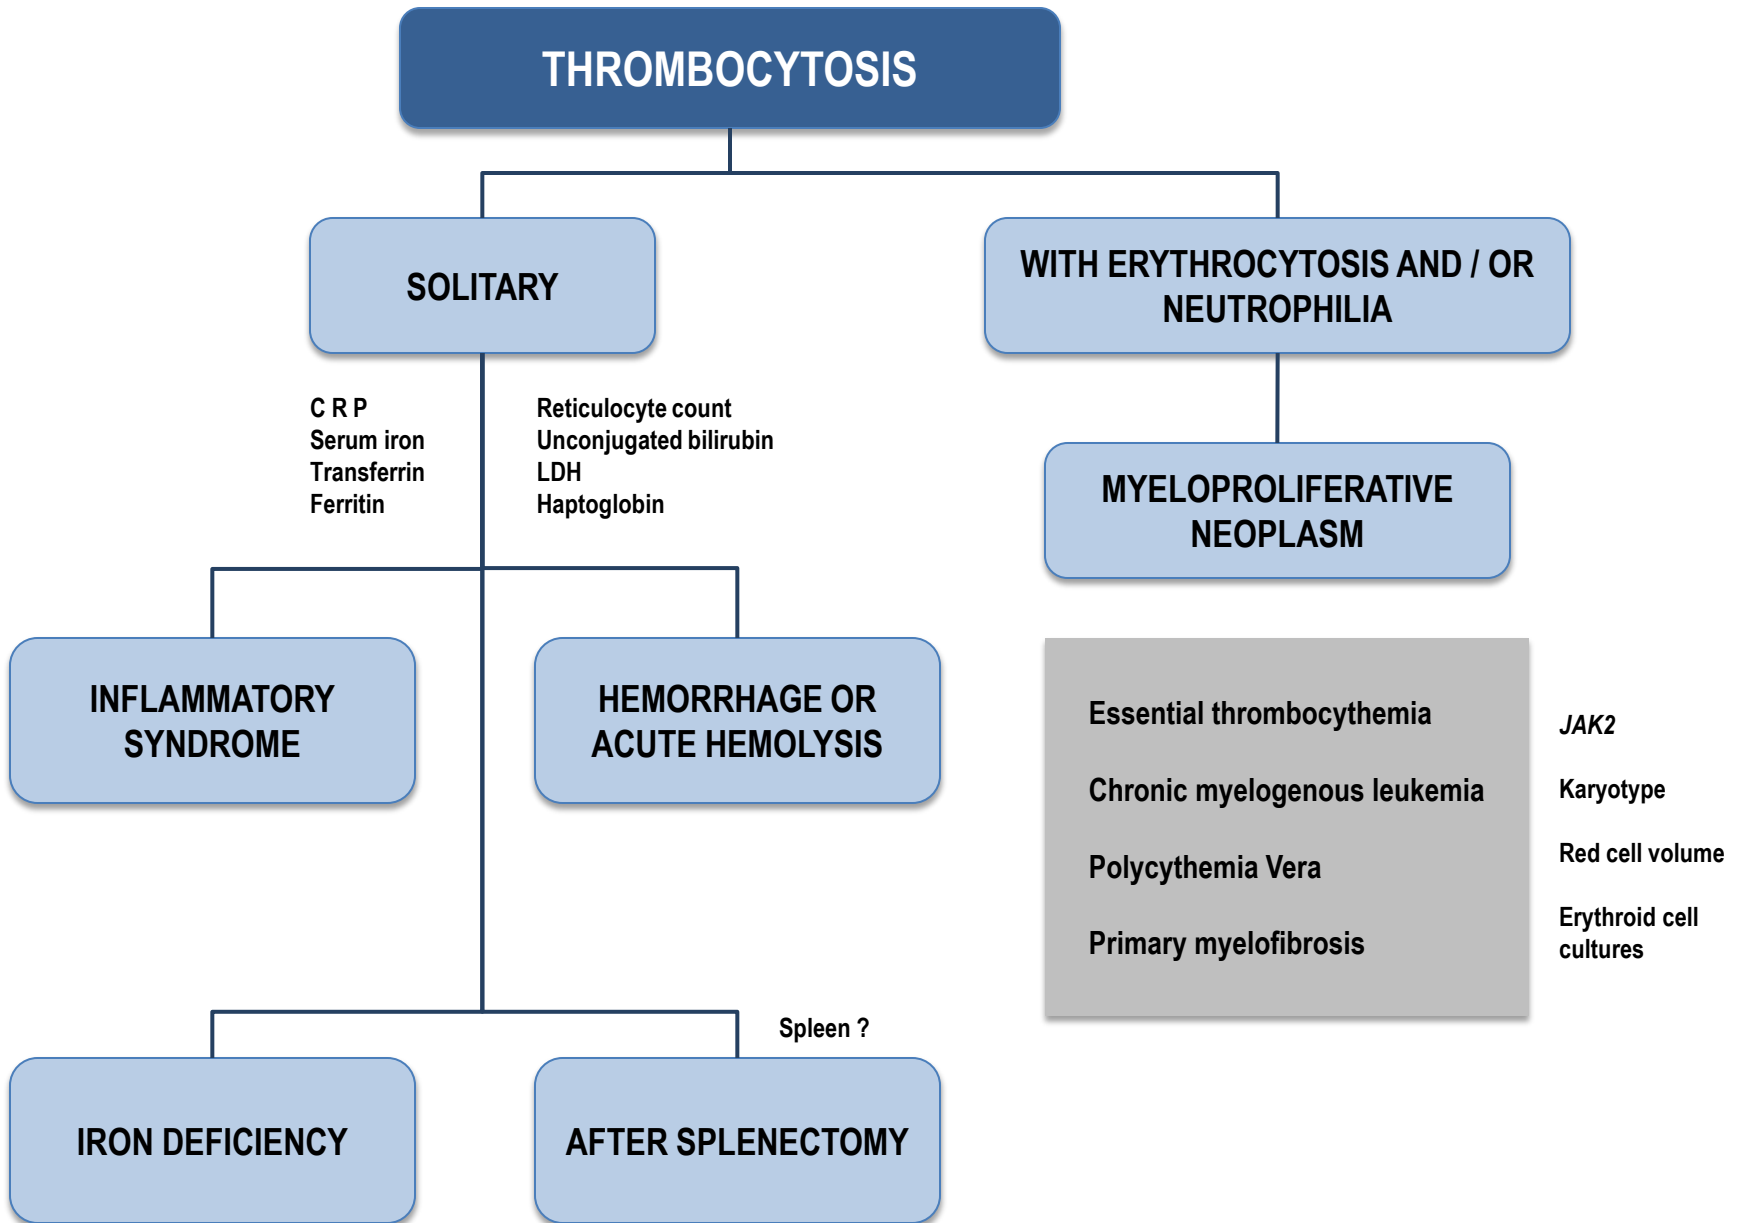 THROMBOCYTOSIS
SOLITARY
WITH ERYTHROCYTOSIS AND / OR
NEUTROPHILIA
C R P
Serum iron
Transferrin
Ferritin
Reticulocyte count
Unconjugated bilirubin
LDH
Haptoglobin
MYELOPROLIFERATIVE
NEOPLASM
INFLAMMATORY
SYNDROME
HEMORRHAGE OR
ACUTE HEMOLYSIS
Essential thrombocythemia
Chronic myelogenous leukemia
Polycythemia Vera
Primary myelofibrosis
JAK2
Karyotype
Red cell volume
Erythroid cell
cultures
Spleen ?
IRON DEFICIENCY
AFTER SPLENECTOMY